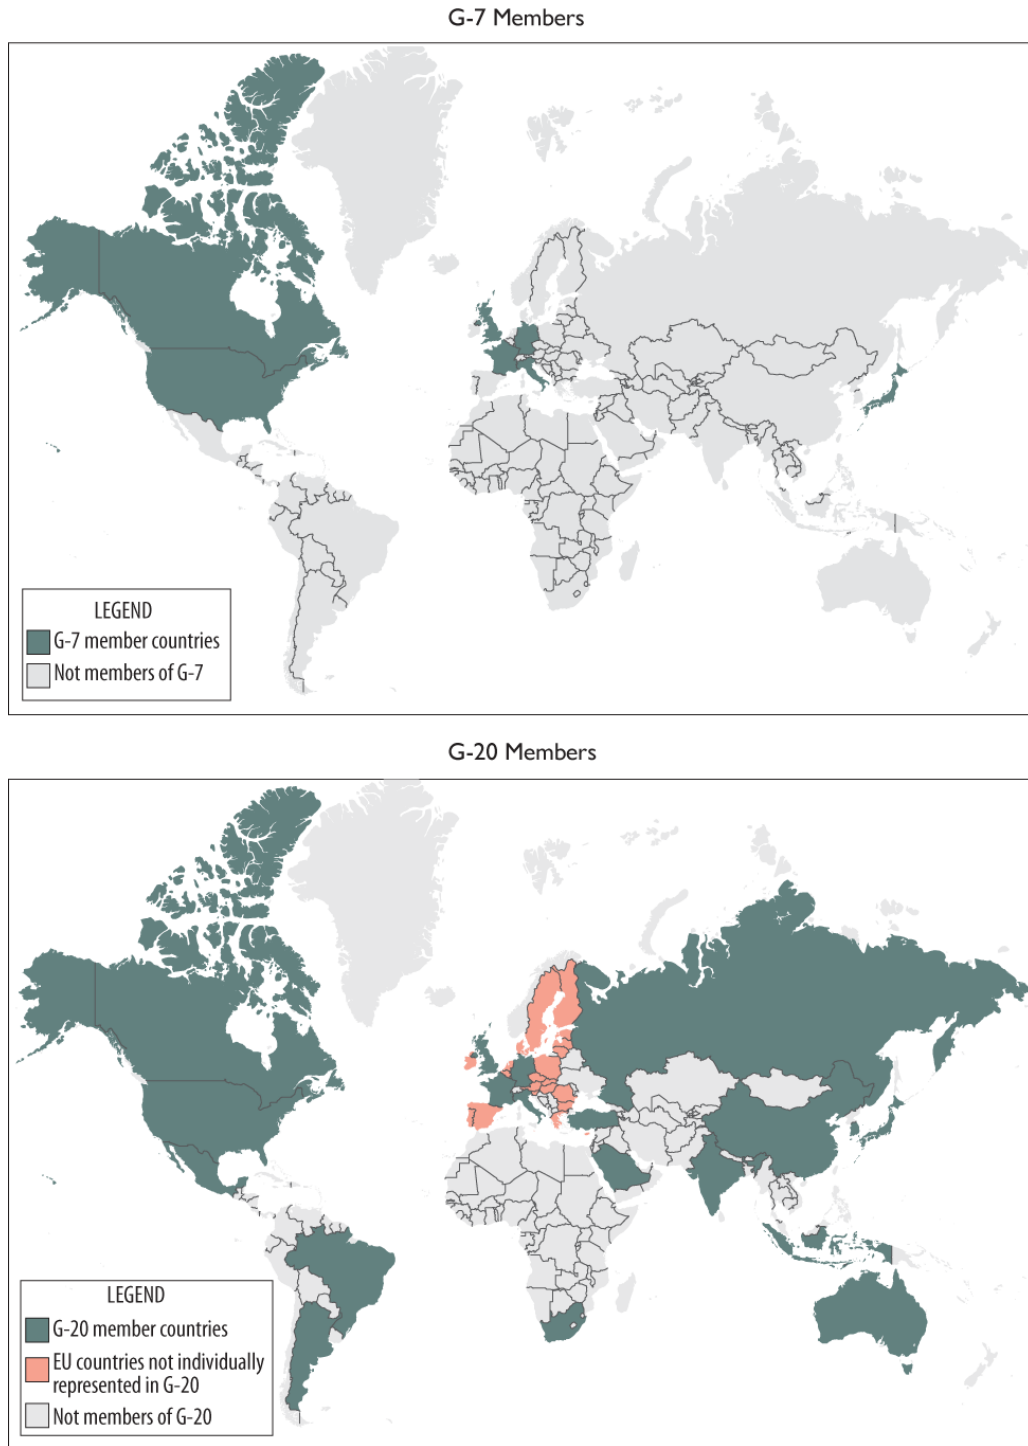 G-7 Members
LEGEND
G-7 member countries
Not members of G-7
G-20 Members
LEGEND
G-20 member countries
EU countries not individually
represented in G-20
Not members of G-20